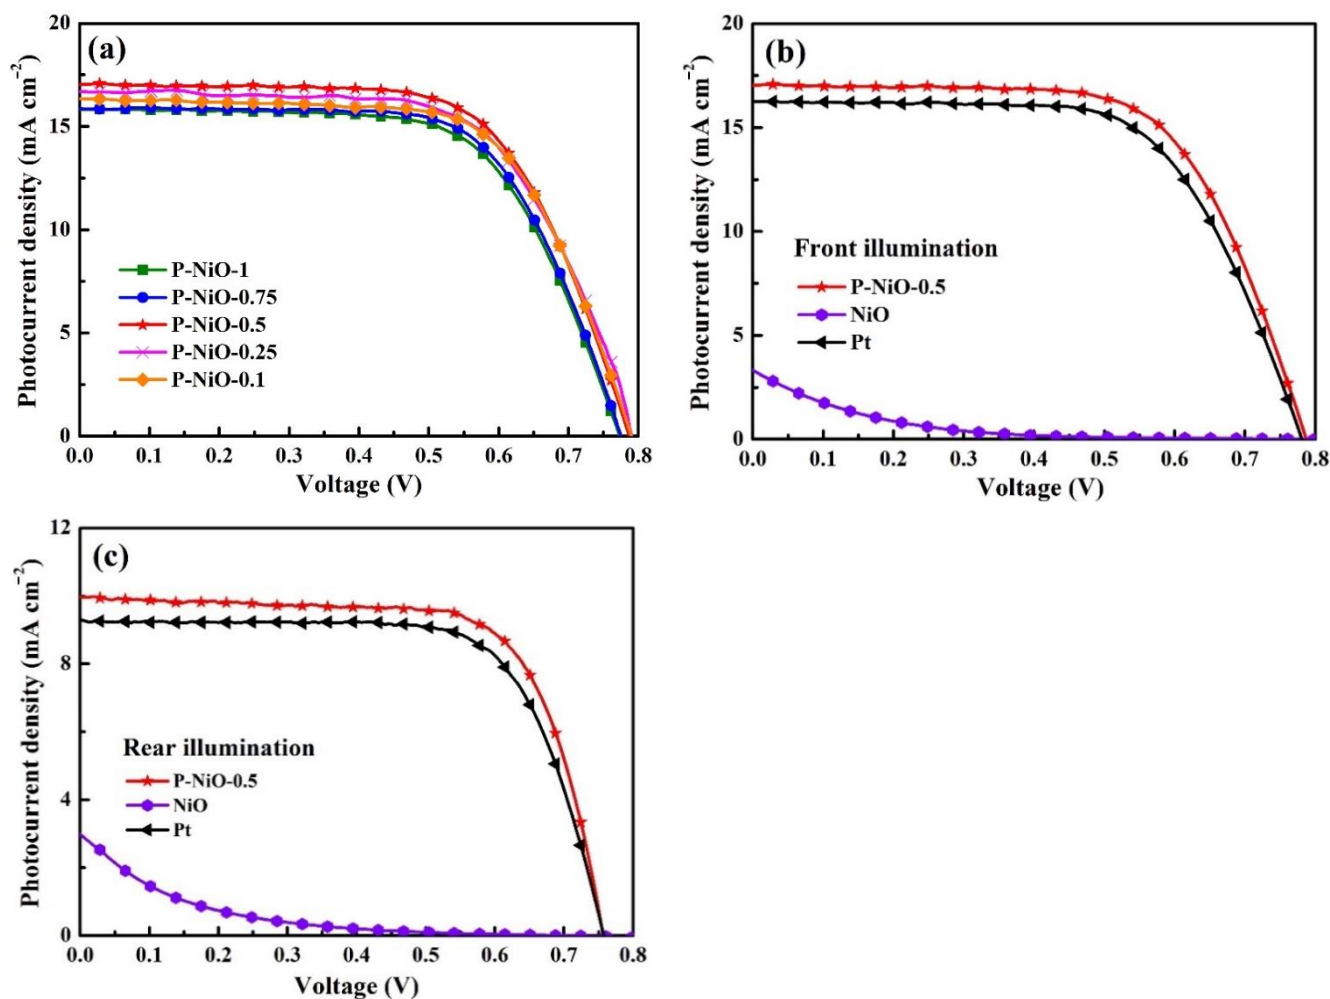 (a)
Photocurrent density (mA cm⁻²)
20
15
10
5
0
P-NiO-1
P-NiO-0.75
P-NiO-0.5
P-NiO-0.25
P-NiO-0.1
0.0 0.1 0.2 0.3 0.4 0.5 0.6 0.7 0.8
Voltage (V)
(b)
Photocurrent density (mA cm⁻²)
20
15
10
5
0
Front illumination
P-NiO-0.5
NiO
Pt
0.0 0.1 0.2 0.3 0.4 0.5 0.6 0.7 0.8
Voltage (V)
(c)
Photocurrent density (mA cm⁻²)
12
8
4
0
Rear illumination
P-NiO-0.5
NiO
Pt
0.0 0.1 0.2 0.3 0.4 0.5 0.6 0.7 0.8
Voltage (V)